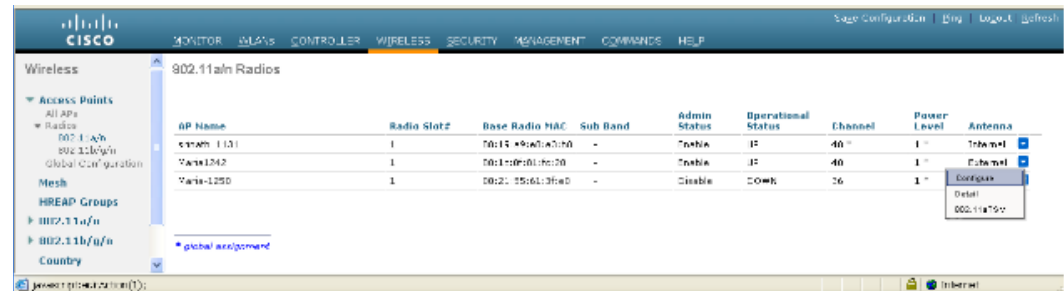 Save Configuration | Ping | Logout Refresh
CISCO
MONITOR WLANs CONTROLLER WIRELESS SECURITY MANAGEMENT COMMANDS HELP
Wireless
802.11a/n Radios
Access Points
All APs
Radios
802.11a/n
802.11b/g/n
Global Configuration
Mesh
HREAP Groups
802.11a/n
802.11b/g/n
Country
AP Name Radio Slot# Base Radio MAC Sub Band Admin Status Operational Status Channel Power Level Antenna
1131 1 - Enable UP 40 * 1 * Internal
Maria1242 1 - Enable UP 40 1 * External
Maria-1250 1 - Disable DOWN 36 1 *
Configure
Detail
802.11aTSM
* global assignment
Internet